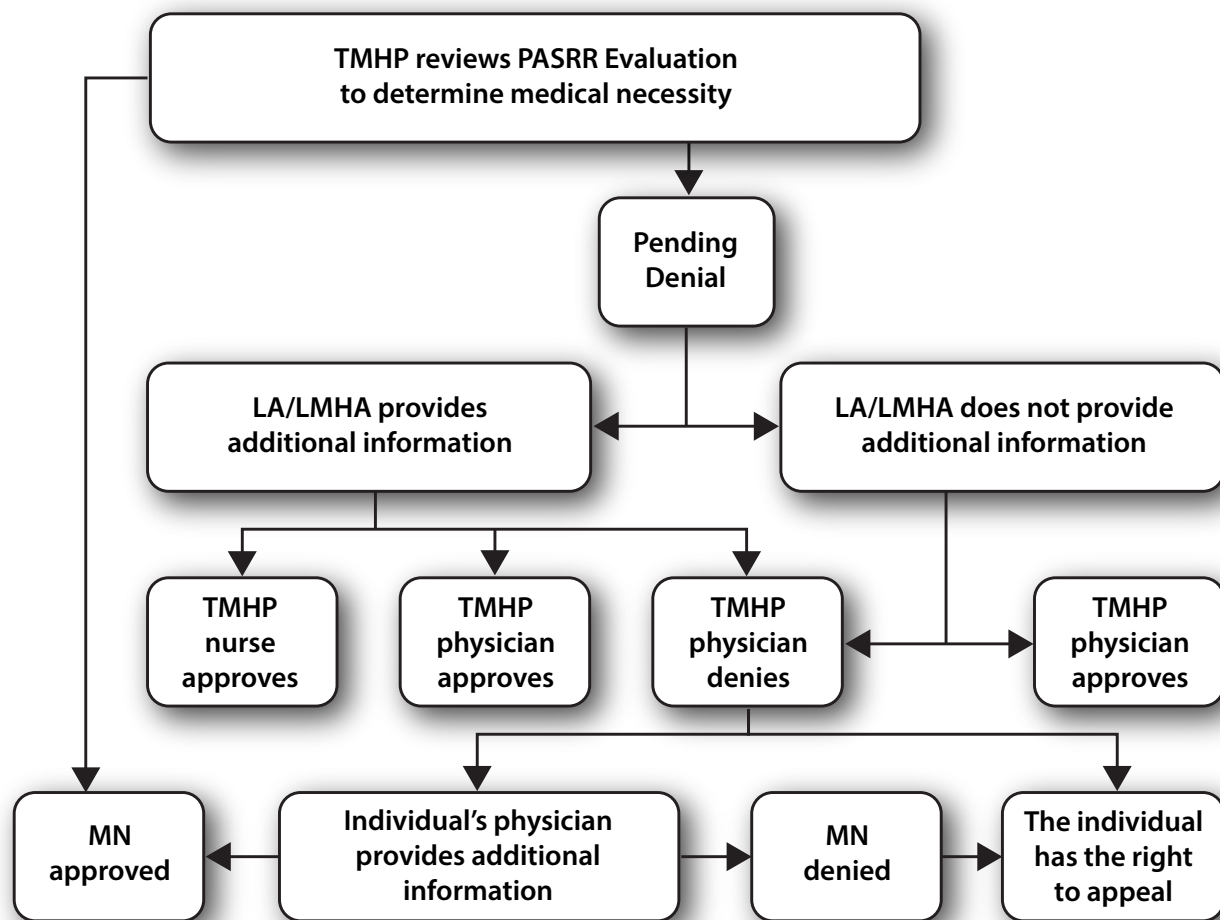 TMHP reviews PASRR Evaluation
to determine medical necessity
Pending
Denial
LA/LMHA provides
additional information
LA/LMHA does not provide
additional information
TMHP
nurse
approves
TMHP
physician
approves
TMHP
physician
denies
TMHP
physician
approves
MN
approved
Individual’s physician
provides additional
information
MN
denied
The individual
has the right
to appeal